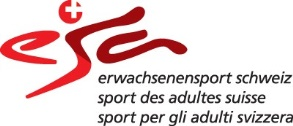 esa
erwachsenensport schweiz
sport des adultes suisse
sport per gli adulti svizzera